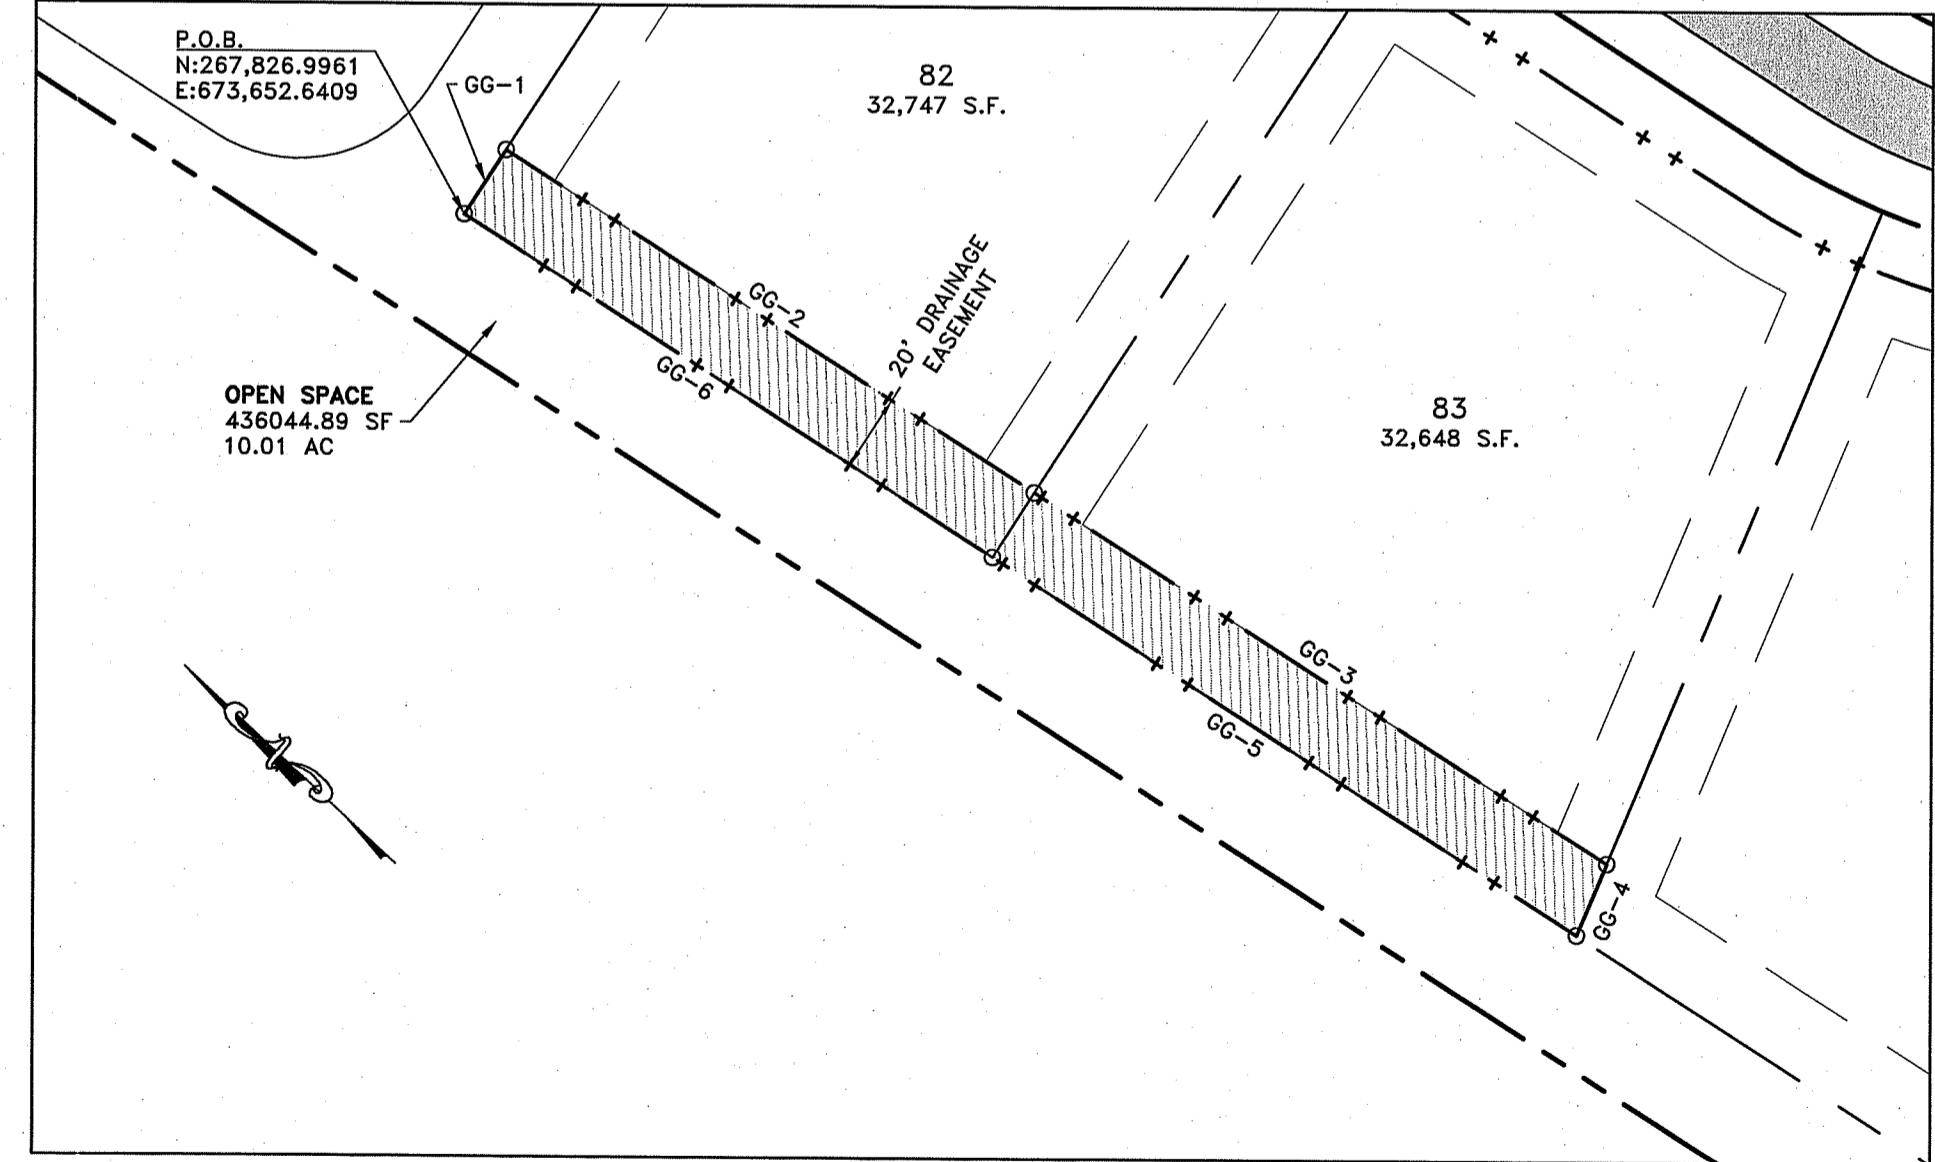 P.O.B.
N:267,826.9961
E:673,652.6409
GG-1
82
32,747 S.F.
GG-2
20' DRAINAGE
EASEMENT
GG-6
OPEN SPACE
436044.89 SF
10.01 AC
83
32,648 S.F.
GG-3
GG-5
GG-4